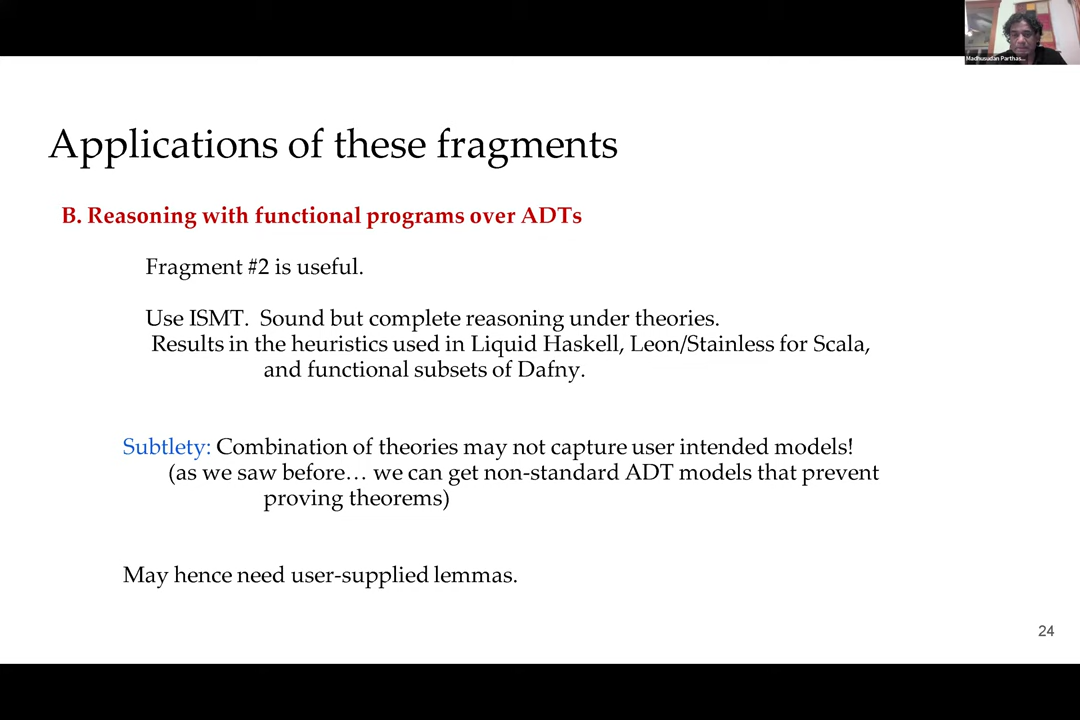 Madhusudan Parthas...
Applications of these fragments
B. Reasoning with functional programs over ADTs
Fragment #2 is useful.
Use ISMT. Sound but complete reasoning under theories.
Results in the heuristics used in Liquid Haskell, Leon/Stainless for Scala,
and functional subsets of Dafny.
Subtlety: Combination of theories may not capture user intended models!
(as we saw before… we can get non-standard ADT models that prevent
proving theorems)
May hence need user-supplied lemmas.
24